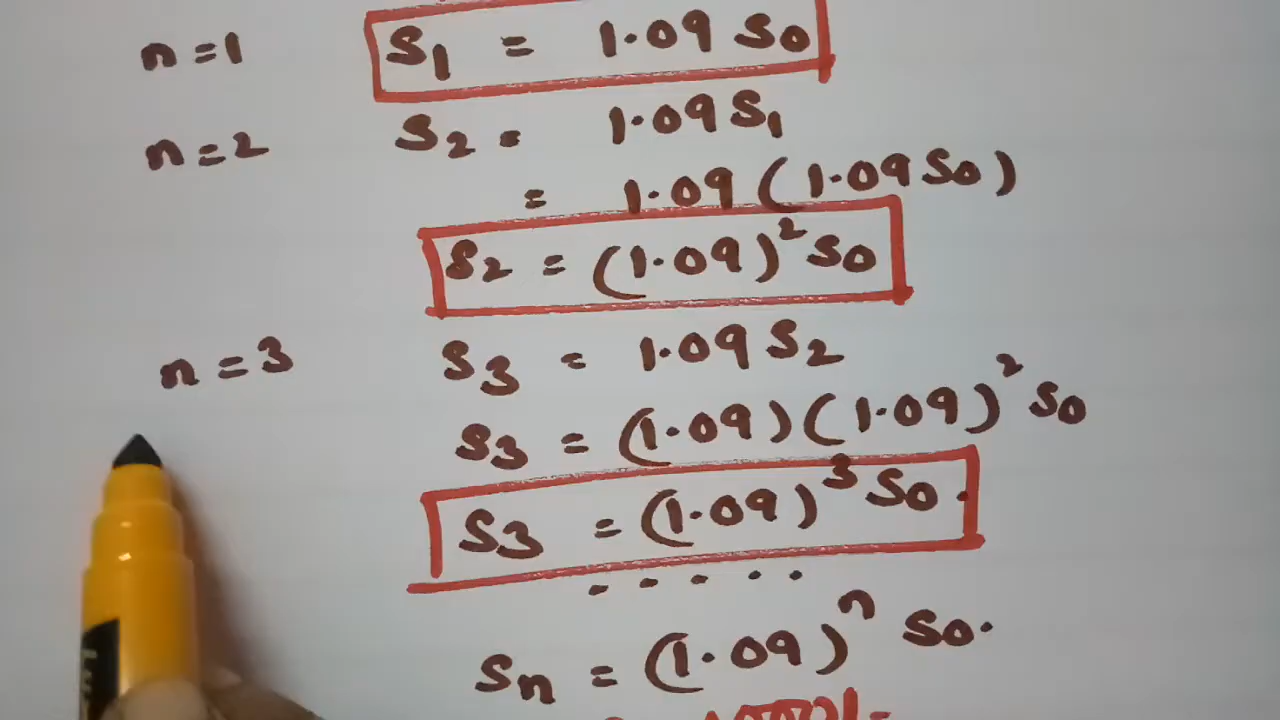 n=1 S1 = 1.09 S0
n=2 S2 = 1.09 S1
= 1.09 (1.09 S0)
S2 = (1.09)² S0
n=3 S3 = 1.09 S2
S3 = (1.09)(1.09)² S0
S3 = (1.09)³ S0.
. . . . .
Sn = (1.09)ⁿ S0.